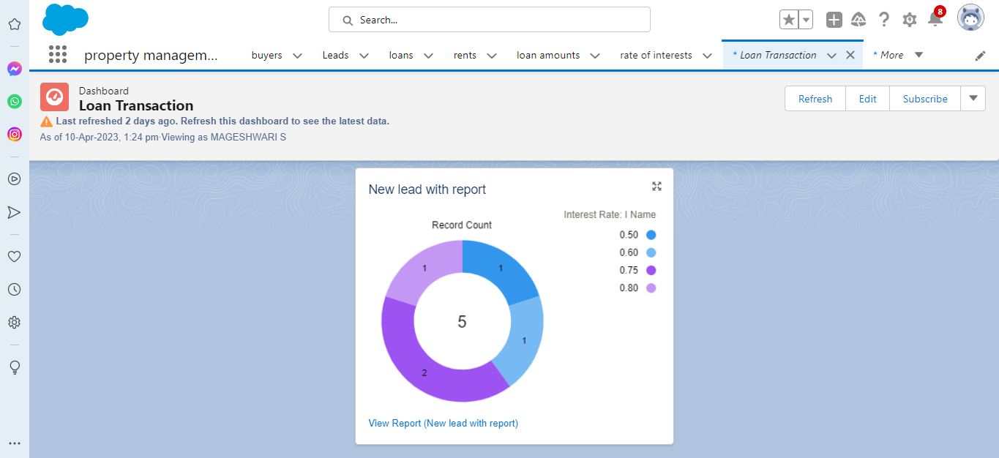 Search...
8
property managem...
buyers
Leads
loans
rents
loan amounts
rate of interests
* Loan Transaction
* More
Dashboard
Loan Transaction
Last refreshed 2 days ago. Refresh this dashboard to see the latest data.
As of 10-Apr-2023, 1:24 pm·Viewing as MAGESHWARI S
Refresh
Edit
Subscribe
New lead with report
Record Count
Interest Rate: I Name
0.50
0.60
0.75
0.80
1
1
5
1
2
View Report (New lead with report)